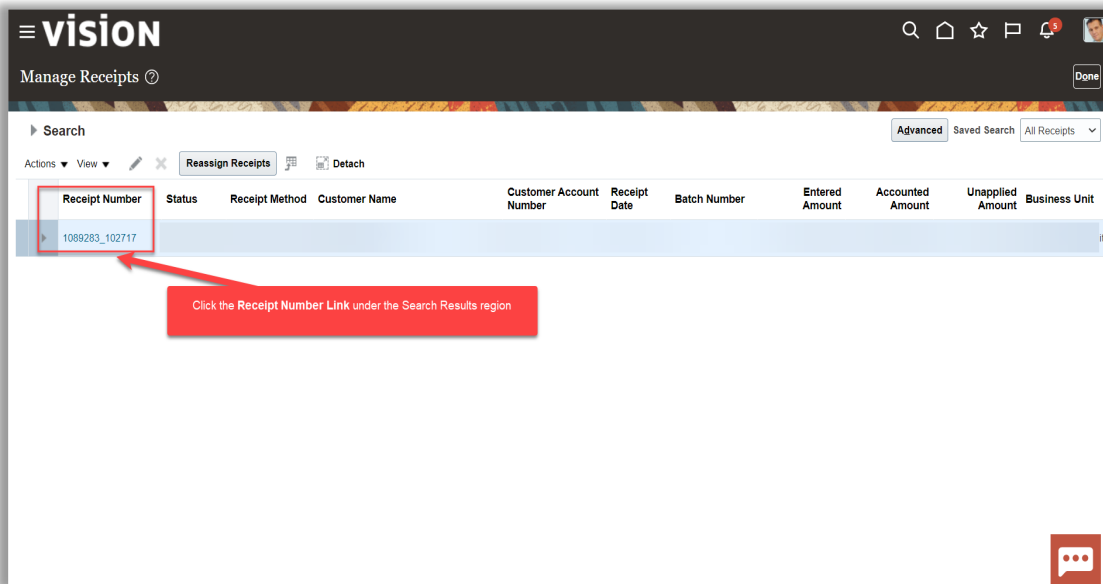 vision
5
Manage Receipts ?
Done
Search
Advanced Saved Search All Receipts
Actions View Reassign Receipts Detach
Receipt Number Status Receipt Method Customer Name Customer Account Number Receipt Date Batch Number Entered Amount Accounted Amount Unapplied Amount Business Unit
1089283_102717
Click the Receipt Number Link under the Search Results region